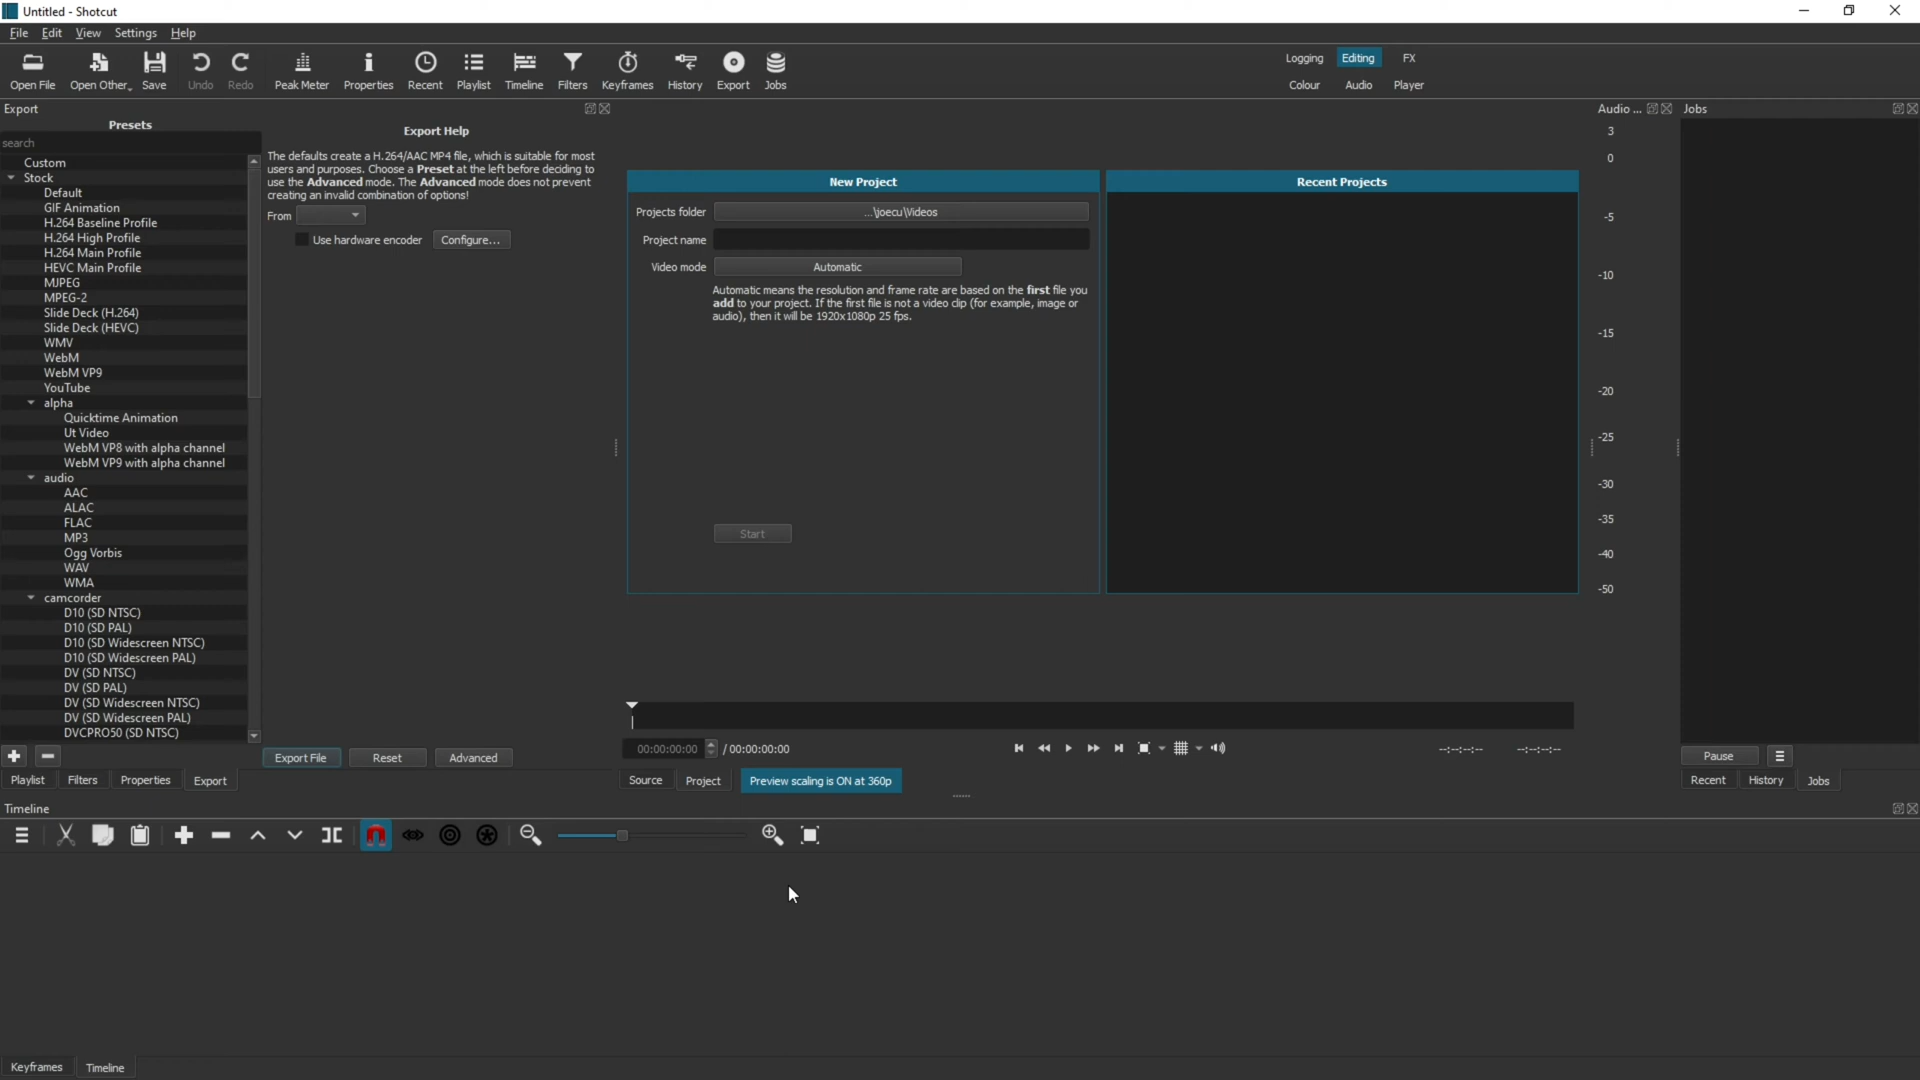 Untitled - Shotcut
File Edit View Settings Help
Open File Open Other... Save Undo Redo Peak Meter Properties Recent Playlist Timeline Filters Keyframes History Export Jobs
Logging Editing FX
Colour Audio Player
Export
Presets
search
Custom
Stock
Default
GIF Animation
H.264 Baseline Profile
H.264 High Profile
H.264 Main Profile
HEVC Main Profile
MJPEG
MPEG-2
Slide Deck (H.264)
Slide Deck (HEVC)
WMV
WebM
WebM VP9
YouTube
alpha
Quicktime Animation
Ut Video
WebM VP8 with alpha channel
WebM VP9 with alpha channel
audio
AAC
ALAC
FLAC
MP3
Ogg Vorbis
WAV
WMA
camcorder
D10 (SD NTSC)
D10 (SD PAL)
D10 (SD Widescreen NTSC)
D10 (SD Widescreen PAL)
DV (SD NTSC)
DV (SD PAL)
DV (SD Widescreen NTSC)
DV (SD Widescreen PAL)
DVCPRO50 (SD NTSC)
Export Help
The defaults create a H.264/AAC MP4 file, which is suitable for most
users and purposes. Choose a Preset at the left before deciding to
use the Advanced mode. The Advanced mode does not prevent
creating an invalid combination of options!
From
Use hardware encoder Configure...
Export File Reset Advanced
Playlist Filters Properties Export
New Project
Projects folder ...\joecu\Videos
Project name
Video mode Automatic
Automatic means the resolution and frame rate are based on the first file you
add to your project. If the first file is not a video clip (for example, image or
audio), then it will be 1920x1080p 25 fps.
Start
Recent Projects
00:00:00:00 / 00:00:00:00
--:--:--:-- --:--:--:--
Source Project Preview scaling is ON at 360p
Audio ...
3
0
-5
-10
-15
-20
-25
-30
-35
-40
-50
Jobs
Pause
Recent History Jobs
Timeline
Keyframes Timeline